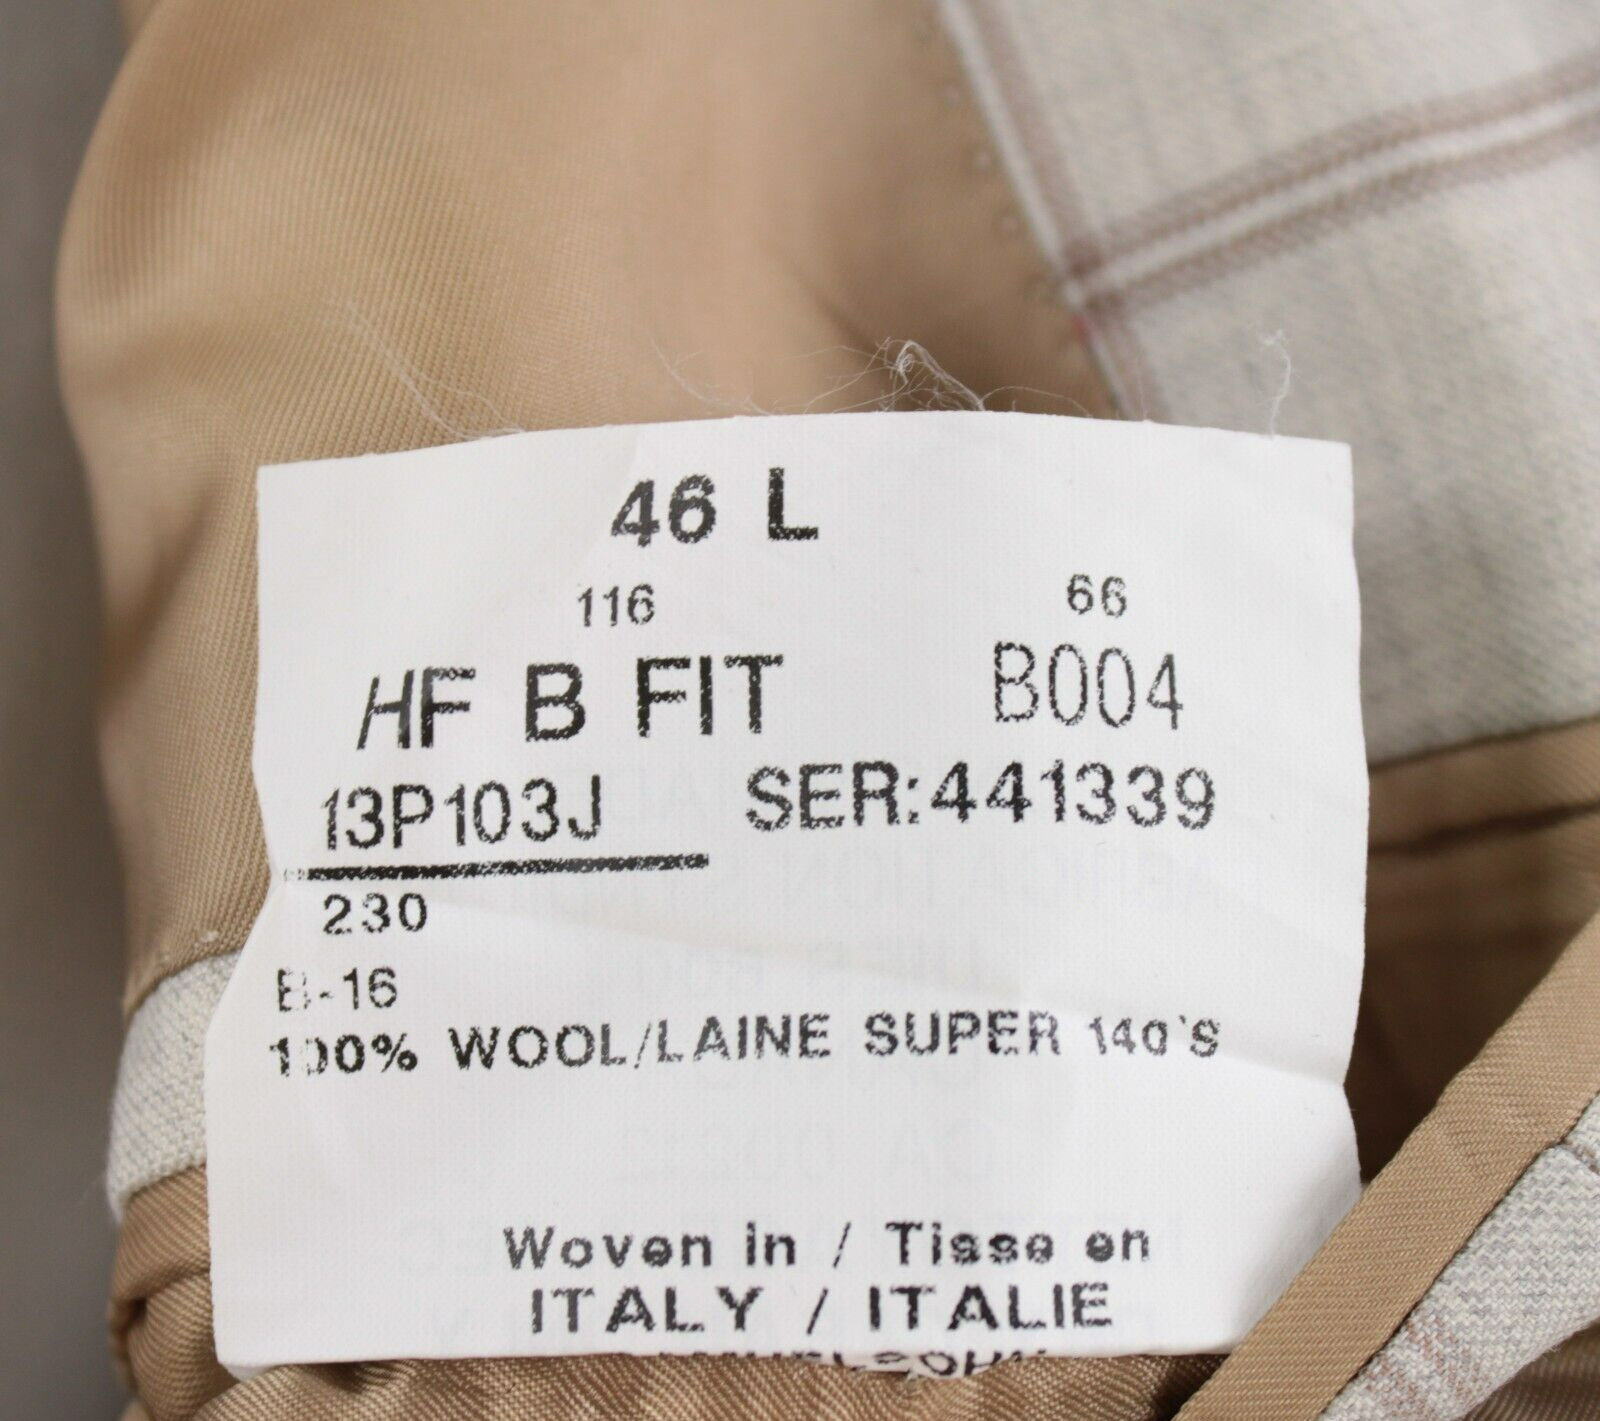 46 L
116 66
HF B FIT B004
13P103J SER:441339
230
B-16
100% WOOL/LAINE SUPER 140'S
Woven in / Tisse en
ITALY / ITALIE